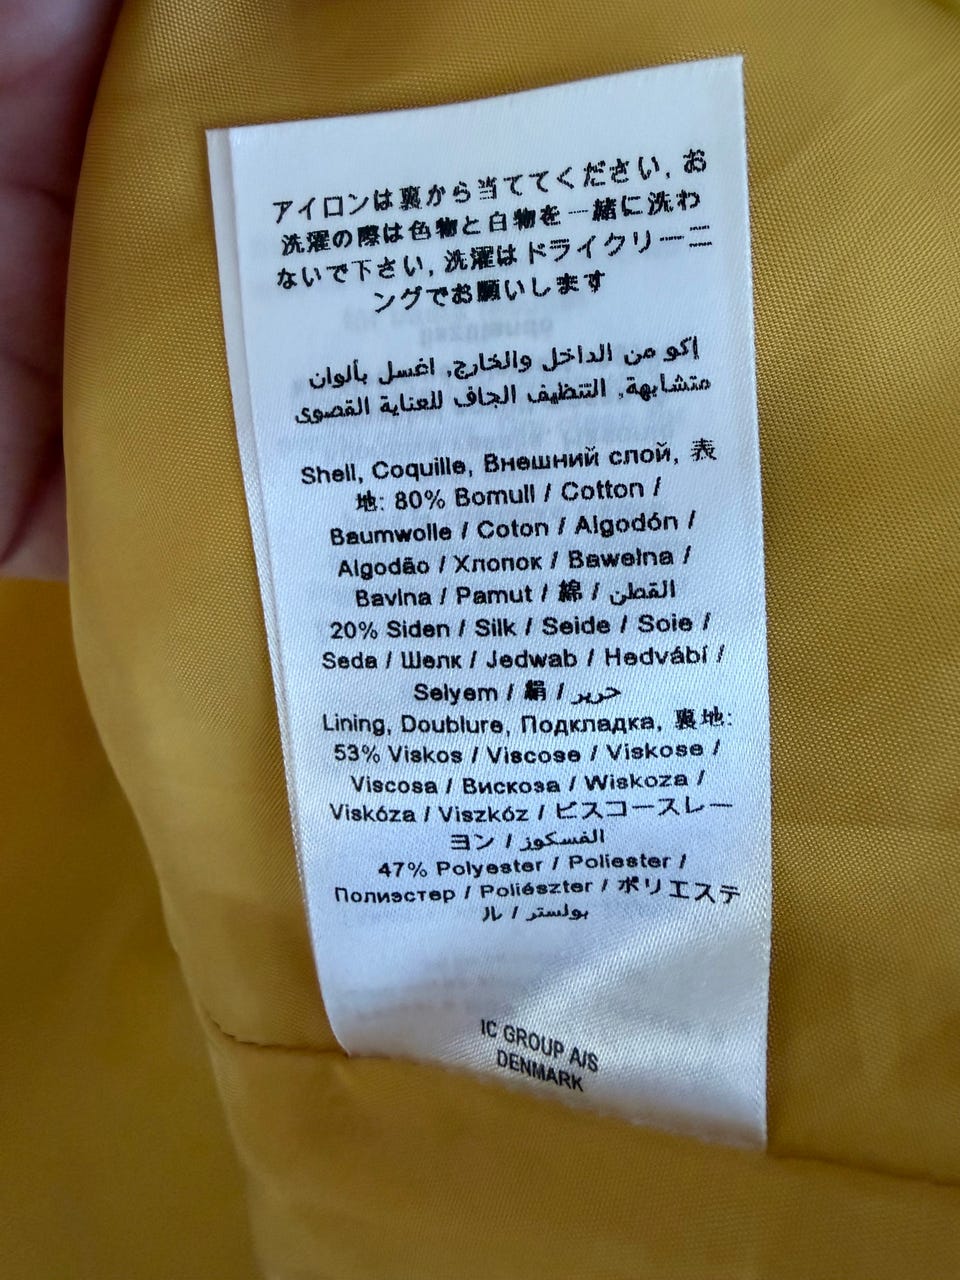 アイロンは裏から当ててください, お
洗濯の際は色物と白物を一緒に洗わ
ないで下さい, 洗濯はドライクリーニ
ングでお願いします
إكو من الداخل والخارج, اغسل بألوان
متشابهة, التنظيف الجاف للعناية القصوى
Shell, Coquille, Внешний слой, 表
地: 80% Bomull / Cotton /
Baumwolle / Coton / Algodón /
Algodão / Хлопок / Bawełna /
Bavlna / Pamut / 綿 / القطن
20% Siden / Silk / Seide / Soie /
Seda / Шелк / Jedwab / Hedvábí /
Selyem / 絹 / حرير
Lining, Doublure, Подкладка, 裏地:
53% Viskos / Viscose / Viskose /
Viscosa / Вискоза / Wiskoza /
Viskóza / Viszkóz / ビスコースレー
ヨン / الفسكوز
47% Polyester / Poliester /
Полиэстер / Poliészter / ポリエステ
ル / بولستر
IC GROUP A/S
DENMARK